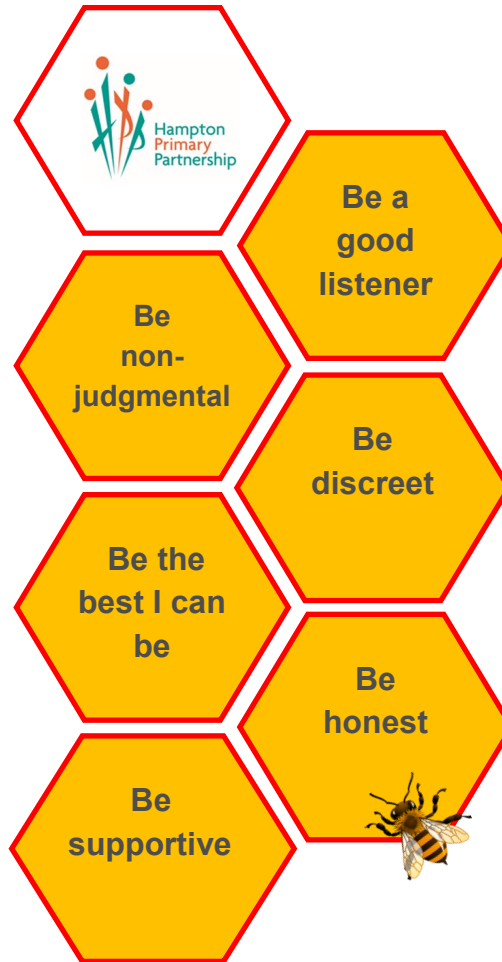 Hampton
Primary
Partnership
Be a
good
listener
Be
non-
judgmental
Be
discreet
Be the
best I can
be
Be
honest
Be
supportive